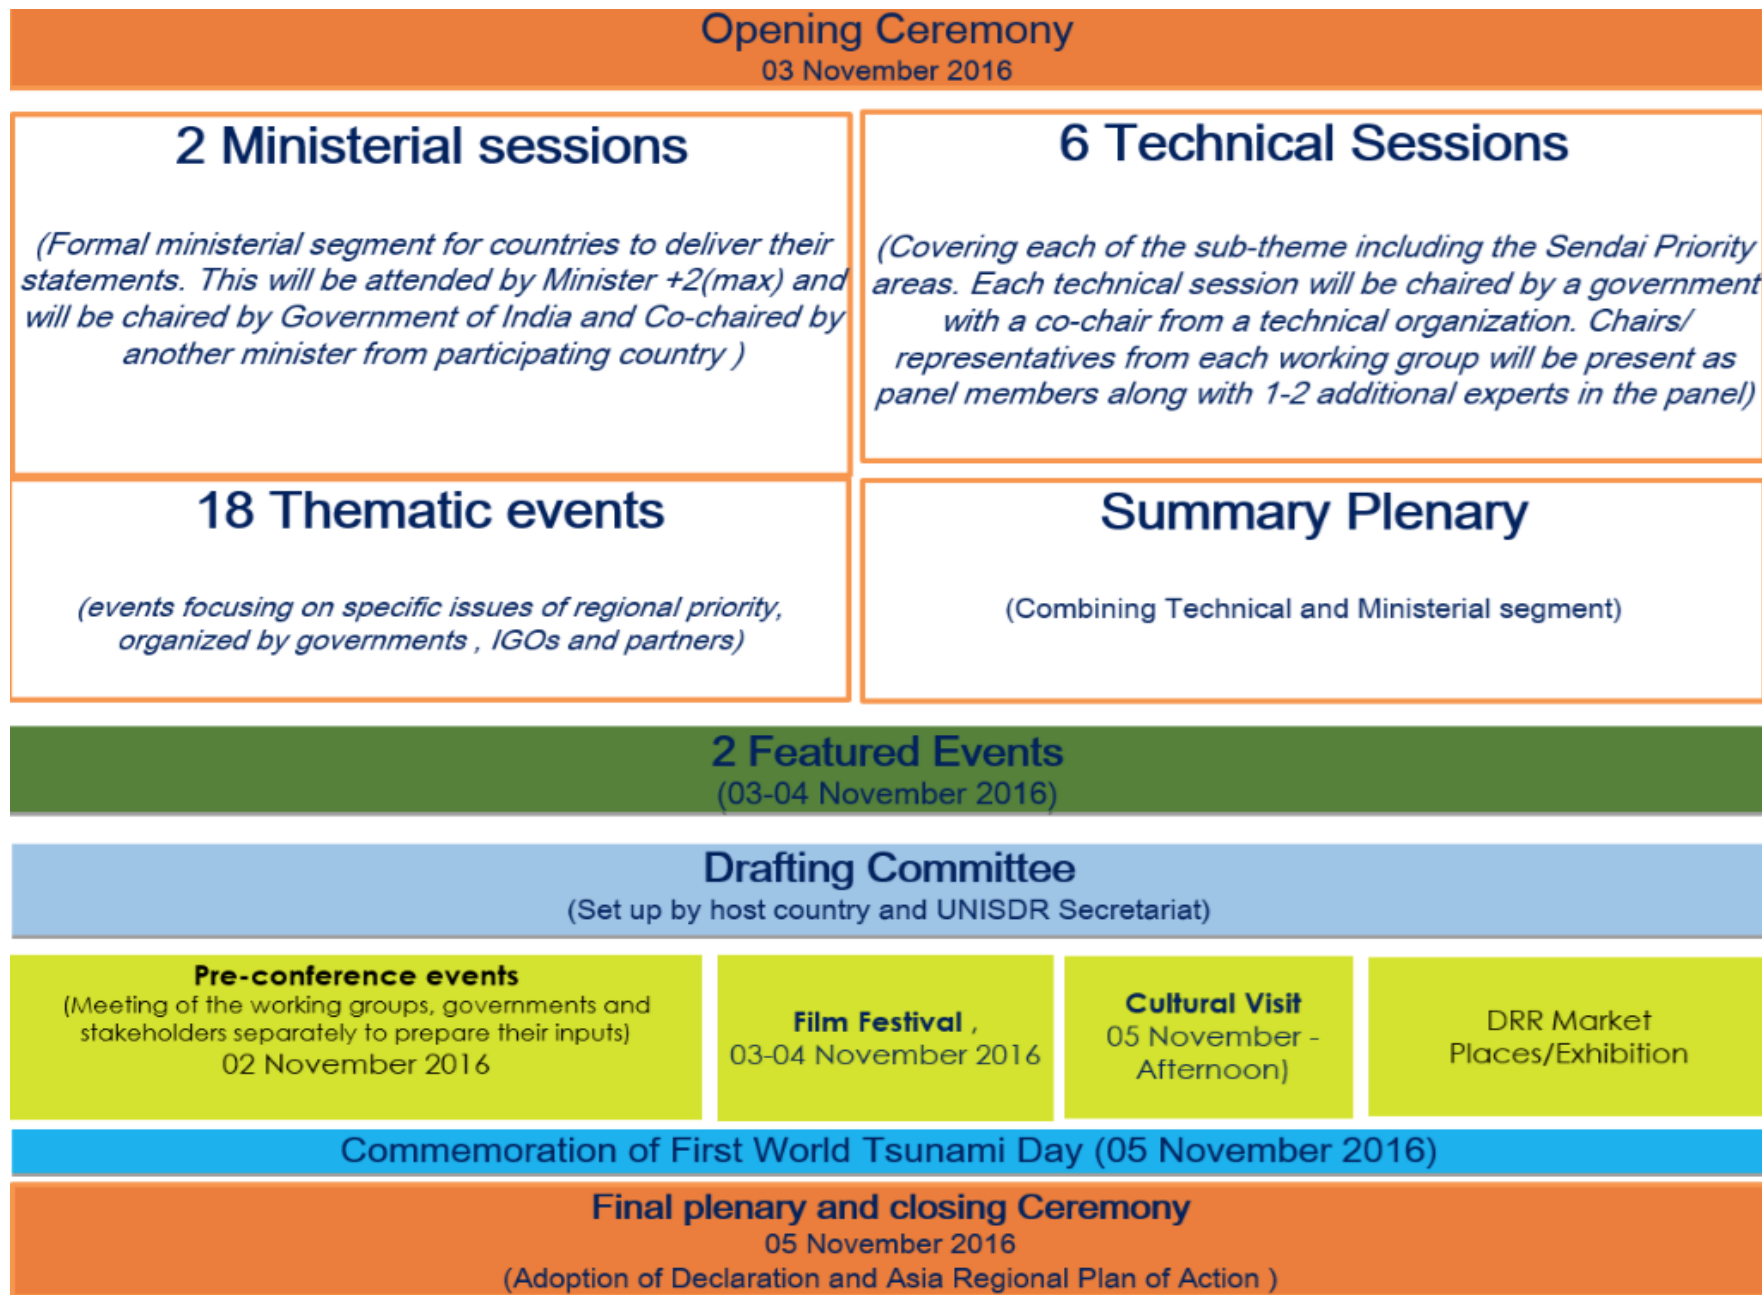 Opening Ceremony
03 November 2016
2 Ministerial sessions
(Formal ministerial segment for countries to deliver their
statements. This will be attended by Minister +2(max) and
will be chaired by Government of India and Co-chaired by
another minister from participating country )
6 Technical Sessions
(Covering each of the sub-theme including the Sendai Priority
areas. Each technical session will be chaired by a government
with a co-chair from a technical organization. Chairs/
representatives from each working group will be present as
panel members along with 1-2 additional experts in the panel)
18 Thematic events
(events focusing on specific issues of regional priority,
organized by governments , IGOs and partners)
Summary Plenary
(Combining Technical and Ministerial segment)
2 Featured Events
(03-04 November 2016)
Drafting Committee
(Set up by host country and UNISDR Secretariat)
Pre-conference events
(Meeting of the working groups, governments and
stakeholders separately to prepare their inputs)
02 November 2016
Film Festival ,
03-04 November 2016
Cultural Visit
05 November -
Afternoon)
DRR Market
Places/Exhibition
Commemoration of First World Tsunami Day (05 November 2016)
Final plenary and closing Ceremony
05 November 2016
(Adoption of Declaration and Asia Regional Plan of Action )